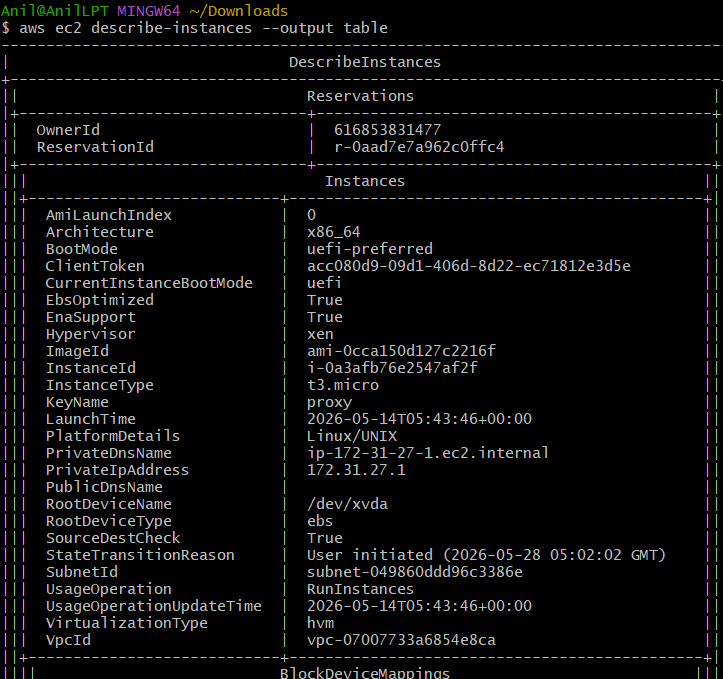 Anil@AnilLPT MINGW64 ~/Downloads
$ aws ec2 describe-instances --output table
DescribeInstances
Reservations
OwnerId | 616853831477
ReservationId | r-0aad7e7a962c0ffc4
Instances
AmiLaunchIndex | 0
Architecture | x86_64
BootMode | uefi-preferred
ClientToken | acc080d9-09d1-406d-8d22-ec71812e3d5e
CurrentInstanceBootMode | uefi
EbsOptimized | True
EnaSupport | True
Hypervisor | xen
ImageId | ami-0cca150d127c2216f
InstanceId | i-0a3afb76e2547af2f
InstanceType | t3.micro
KeyName | proxy
LaunchTime | 2026-05-14T05:43:46+00:00
PlatformDetails | Linux/UNIX
PrivateDnsName | ip-172-31-27-1.ec2.internal
PrivateIpAddress | 172.31.27.1
PublicDnsName |
RootDeviceName | /dev/xvda
RootDeviceType | ebs
SourceDestCheck | True
StateTransitionReason | User initiated (2026-05-28 05:02:02 GMT)
SubnetId | subnet-049860ddd96c3386e
UsageOperation | RunInstances
UsageOperationUpdateTime | 2026-05-14T05:43:46+00:00
VirtualizationType | hvm
VpcId | vpc-07007733a6854e8ca
BlockDeviceMappings